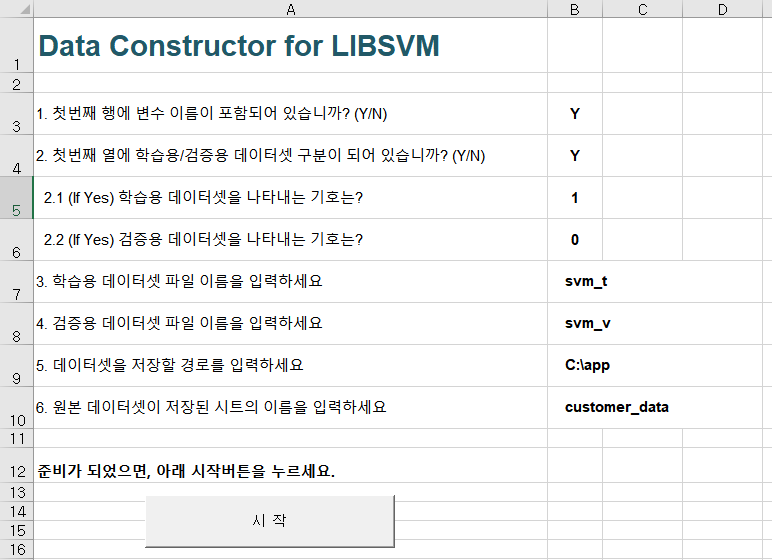 A B C D
1 Data Constructor for LIBSVM
2
3 1. 첫번째 행에 변수 이름이 포함되어 있습니까? (Y/N) Y
4 2. 첫번째 열에 학습용/검증용 데이터셋 구분이 되어 있습니까? (Y/N) Y
5 2.1 (If Yes) 학습용 데이터셋을 나타내는 기호는? 1
6 2.2 (If Yes) 검증용 데이터셋을 나타내는 기호는? 0
7 3. 학습용 데이터셋 파일 이름을 입력하세요 svm_t
8 4. 검증용 데이터셋 파일 이름을 입력하세요 svm_v
9 5. 데이터셋을 저장할 경로를 입력하세요 C:\app
10 6. 원본 데이터셋이 저장된 시트의 이름을 입력하세요 customer_data
11
12 준비가 되었으면, 아래 시작버튼을 누르세요.
13
14 시 작
15
16